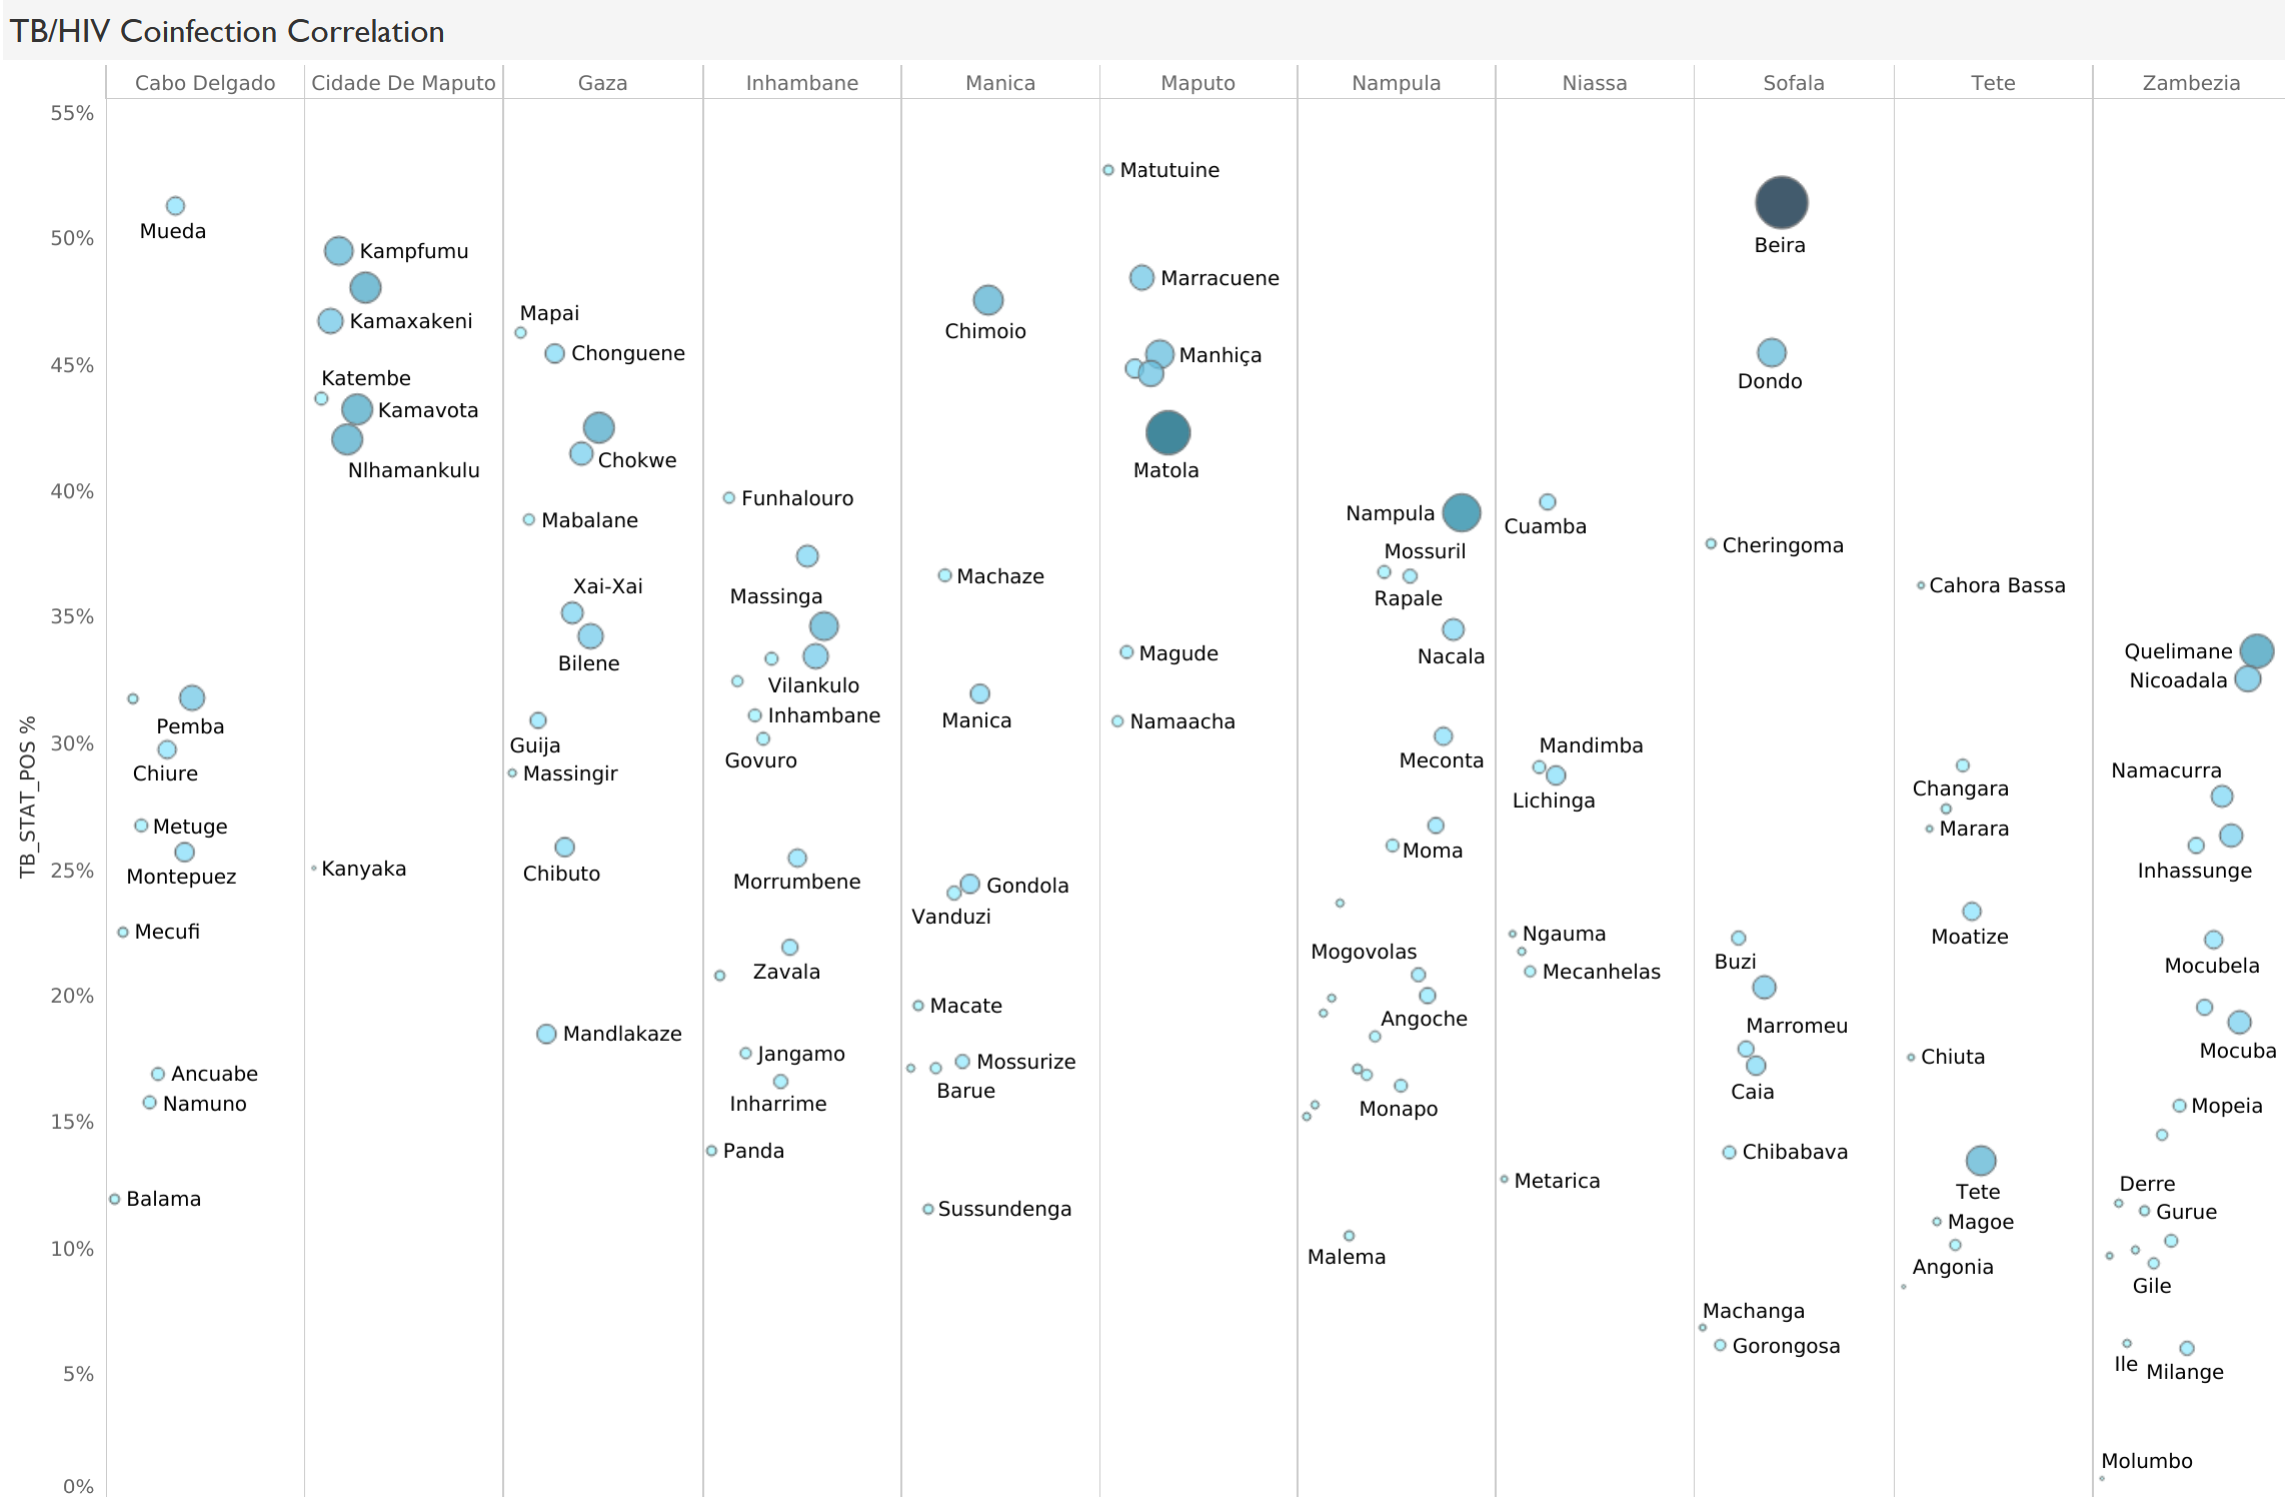 TB/HIV Coinfection Correlation
Cabo Delgado
Cidade De Maputo
Gaza
Inhambane
Manica
Maputo
Nampula
Niassa
Sofala
Tete
Zambezia
TB_STAT_POS %
55%
50%
45%
40%
35%
30%
25%
20%
15%
10%
5%
0%
Mueda
Pemba
Chiure
Metuge
Montepuez
Mecufi
Ancuabe
Namuno
Balama
Kampfumu
Kamaxakeni
Katembe
Kamavota
Nlhamankulu
Kanyaka
Mapai
Chonguene
Chokwe
Mabalane
Xai-Xai
Bilene
Guija
Massingir
Chibuto
Mandlakaze
Funhalouro
Massinga
Vilankulo
Inhambane
Govuro
Morrumbene
Zavala
Jangamo
Inharrime
Panda
Chimoio
Machaze
Manica
Gondola
Vanduzi
Macate
Mossurize
Barue
Sussundenga
Matutuine
Marracuene
Manhiça
Matola
Magude
Namaacha
Nampula
Mossuril
Rapale
Nacala
Meconta
Moma
Mogovolas
Angoche
Monapo
Malema
Cuamba
Mandimba
Lichinga
Ngauma
Mecanhelas
Metarica
Beira
Dondo
Cheringoma
Buzi
Marromeu
Caia
Chibabava
Machanga
Gorongosa
Cahora Bassa
Changara
Marara
Moatize
Chiuta
Tete
Magoe
Angonia
Quelimane
Nicoadala
Namacurra
Inhassunge
Mocubela
Mocuba
Mopeia
Derre
Gurue
Gile
Ile
Milange
Molumbo